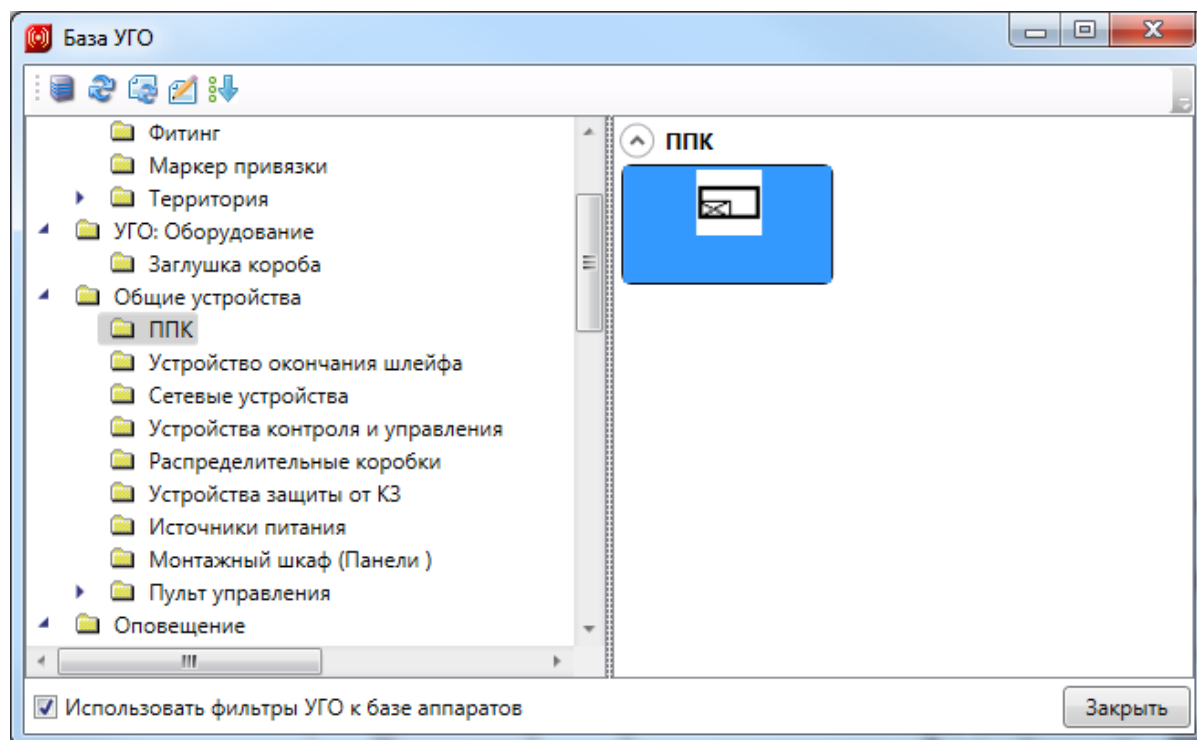 База УГО
Фитинг
Маркер привязки
Территория
УГО: Оборудование
Заглушка короба
Общие устройства
ППК
Устройство окончания шлейфа
Сетевые устройства
Устройства контроля и управления
Распределительные коробки
Устройства защиты от КЗ
Источники питания
Монтажный шкаф (Панели )
Пульт управления
Оповещение
ППК
Использовать фильтры УГО к базе аппаратов
Закрыть